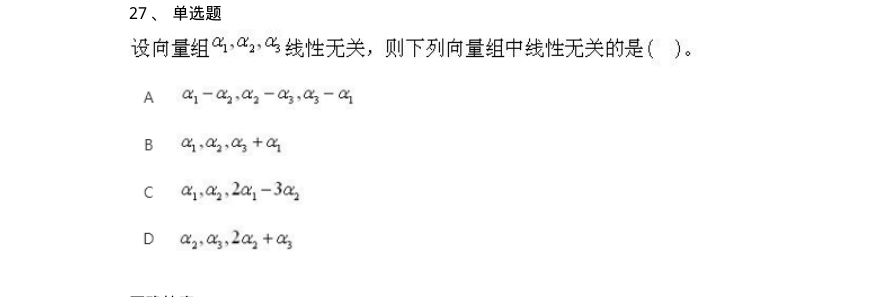 27 、 单选题
设向量组α₁,α₂,α₃线性无关，则下列向量组中线性无关的是(   )。
A α₁-α₂,α₂-α₃,α₃-α₁
B α₁,α₂,α₃+α₁
C α₁,α₂,2α₁-3α₂
D α₂,α₃,2α₂+α₃